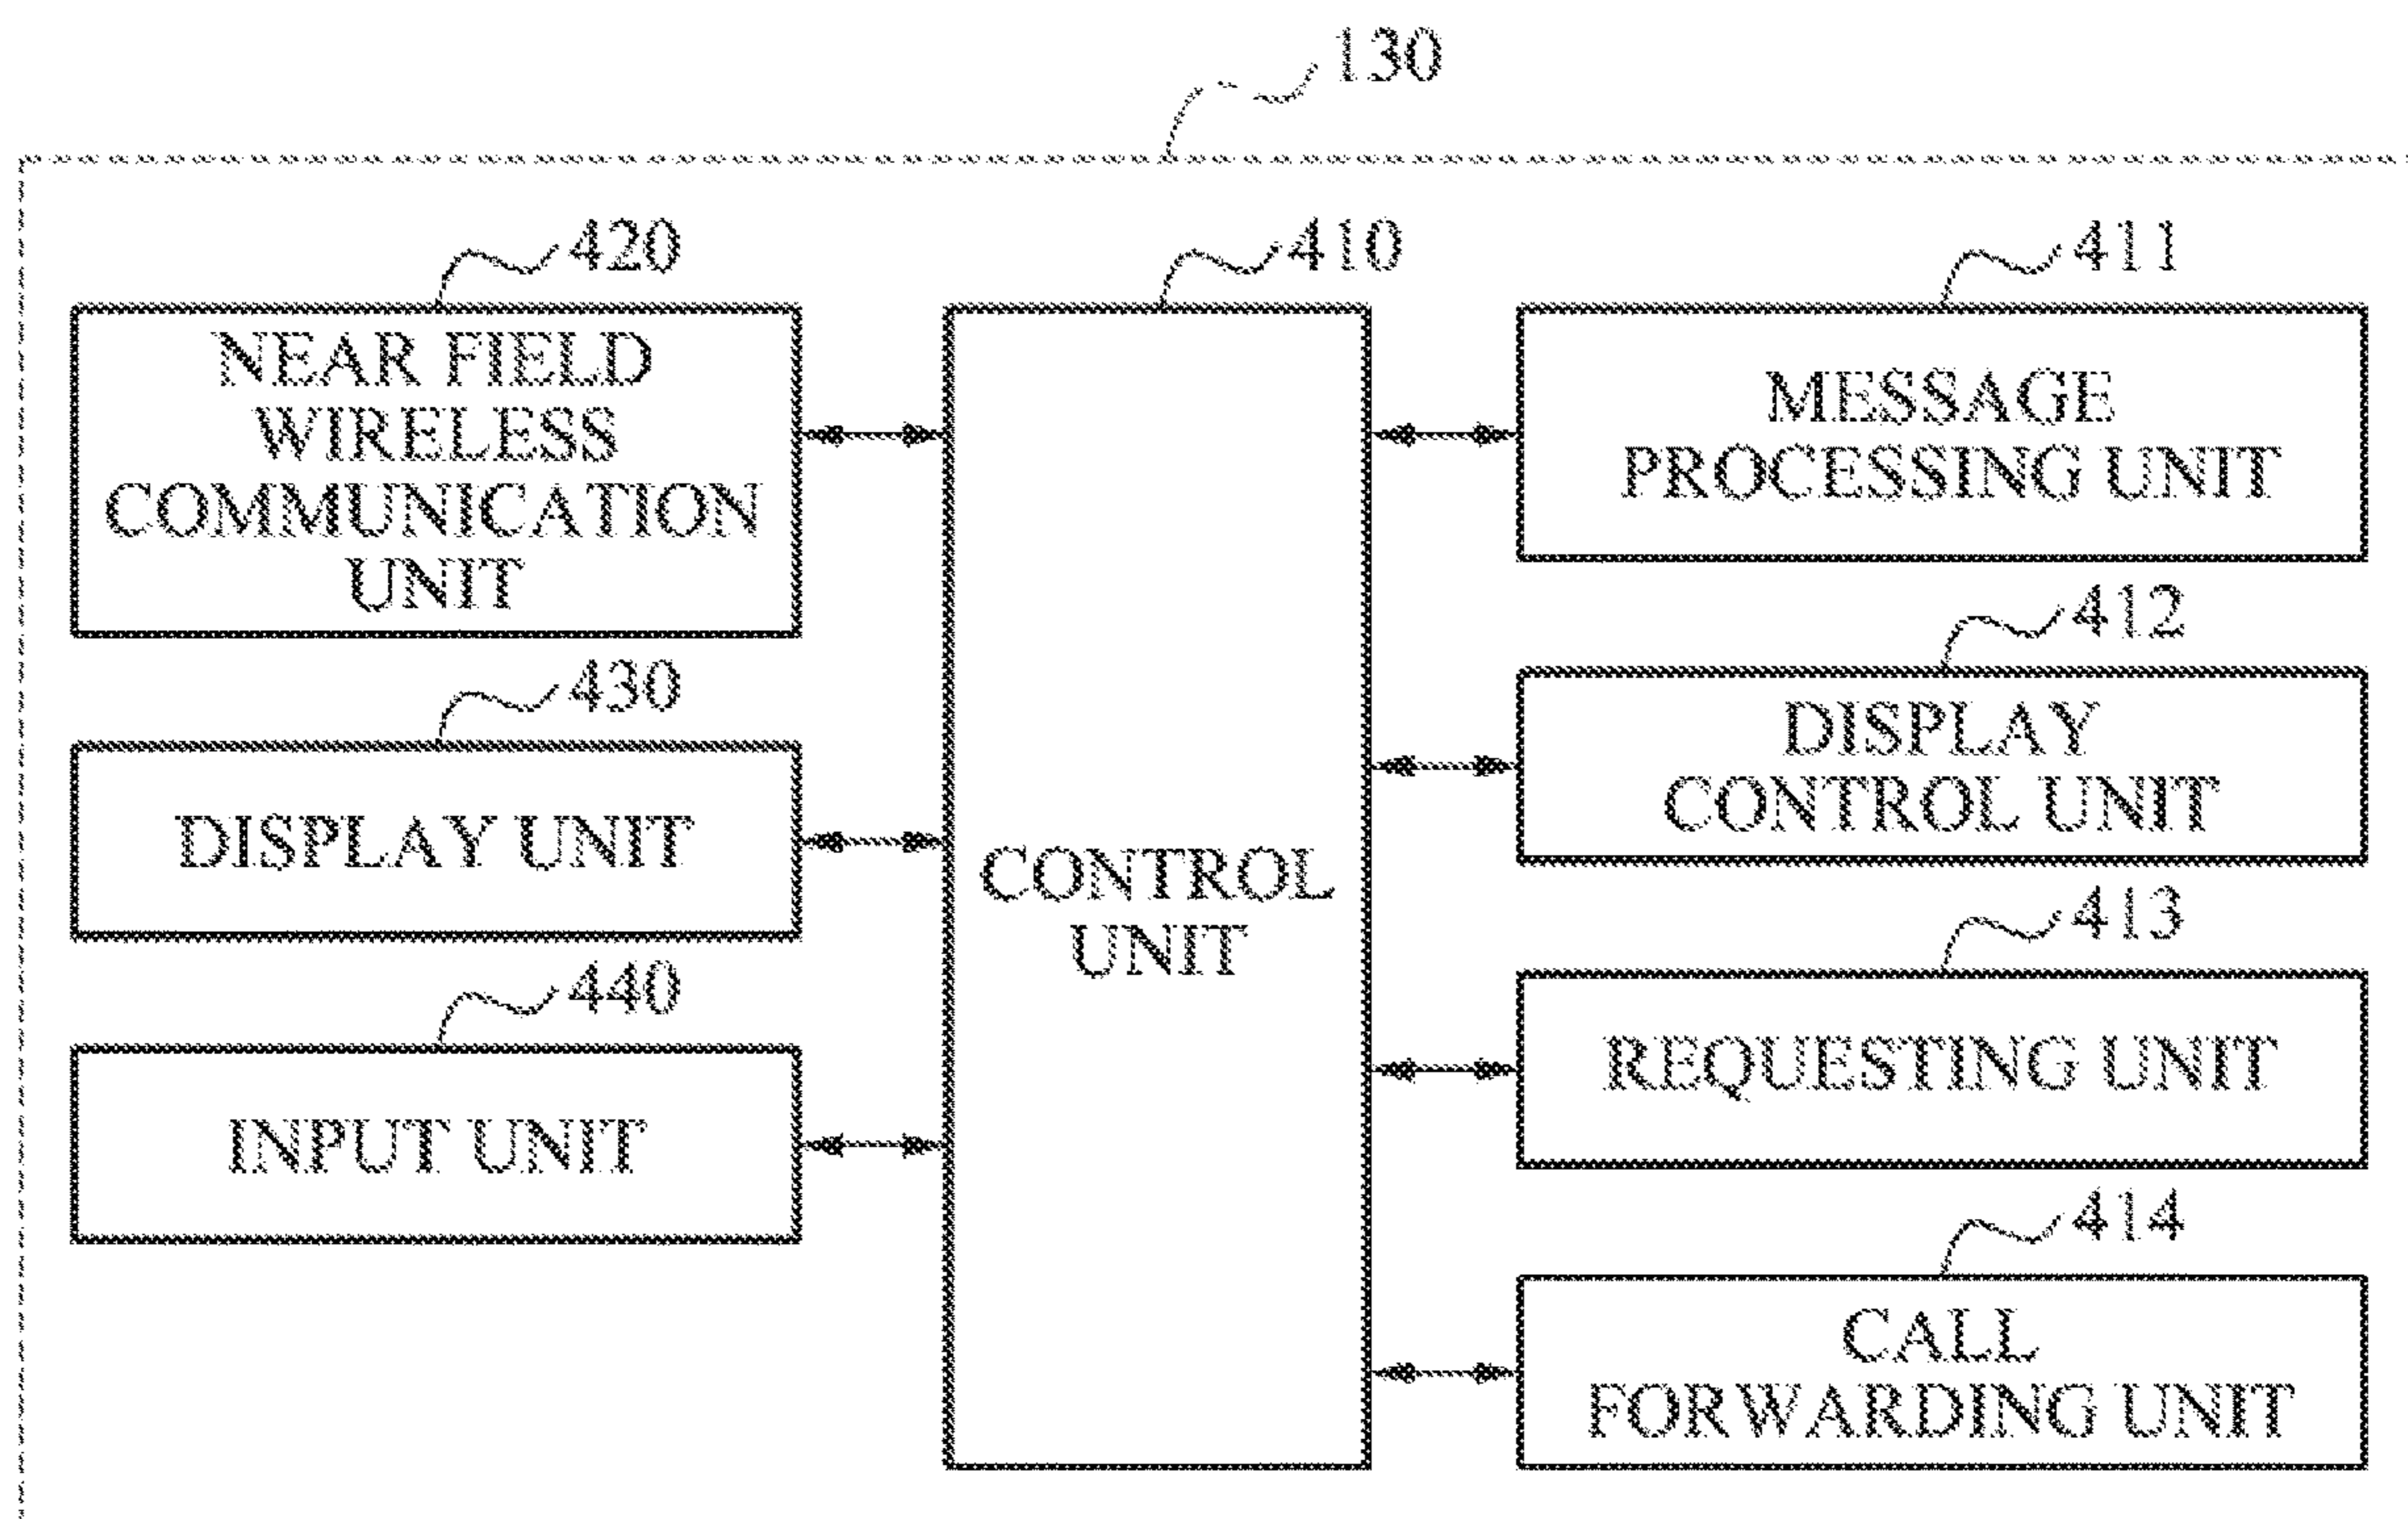 130
420
NEAR FIELD
WIRELESS
COMMUNICATION
UNIT
430
DISPLAY UNIT
440
INPUT UNIT
410
CONTROL
UNIT
411
MESSAGE
PROCESSING UNIT
412
DISPLAY
CONTROL UNIT
413
REQUESTING UNIT
414
CALL
FORWARDING UNIT